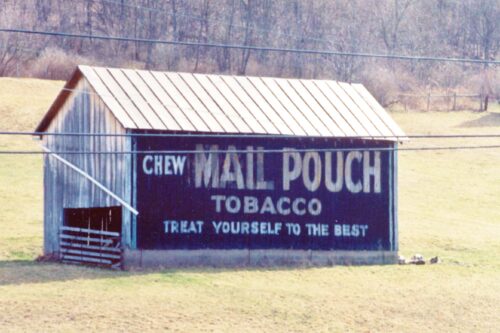 CHEW MAIL POUCH
TOBACCO
TREAT YOURSELF TO THE BEST